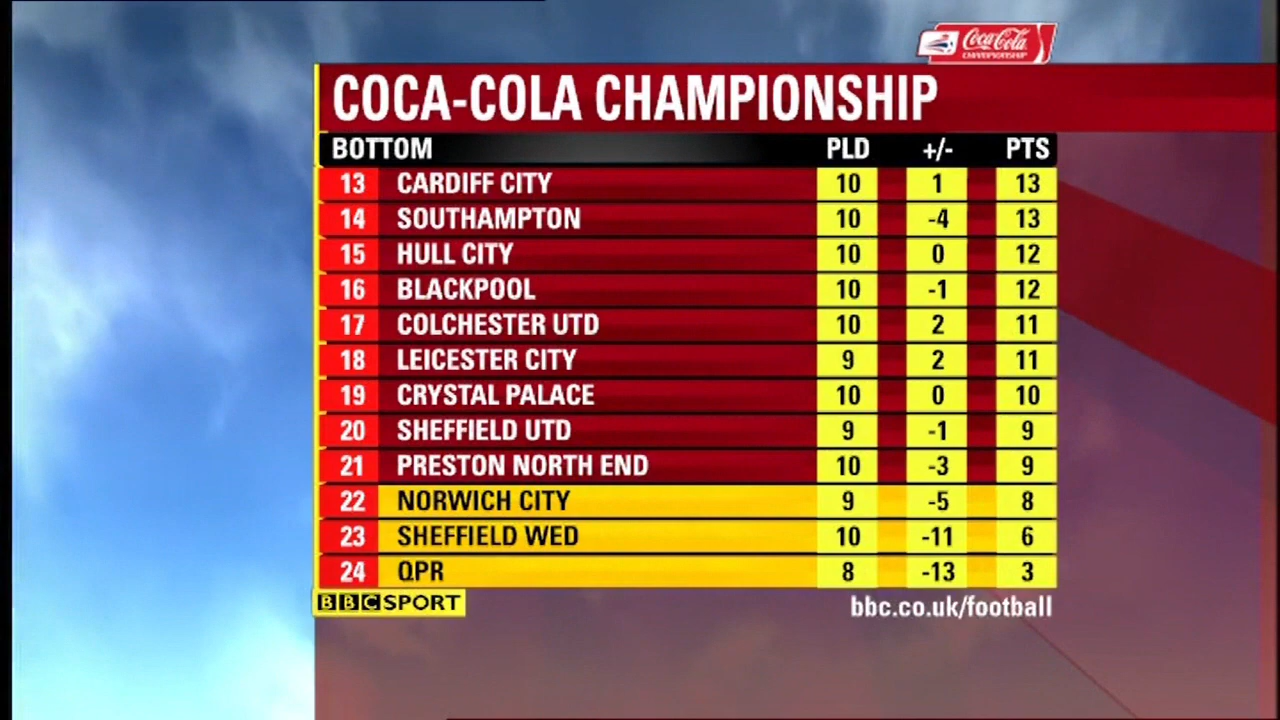 Coca-Cola
CHAMPIONSHIP
COCA-COLA CHAMPIONSHIP
BOTTOM PLD +/- PTS
13 CARDIFF CITY 10 1 13
14 SOUTHAMPTON 10 -4 13
15 HULL CITY 10 0 12
16 BLACKPOOL 10 -1 12
17 COLCHESTER UTD 10 2 11
18 LEICESTER CITY 9 2 11
19 CRYSTAL PALACE 10 0 10
20 SHEFFIELD UTD 9 -1 9
21 PRESTON NORTH END 10 -3 9
22 NORWICH CITY 9 -5 8
23 SHEFFIELD WED 10 -11 6
24 QPR 8 -13 3
BBC SPORT bbc.co.uk/football